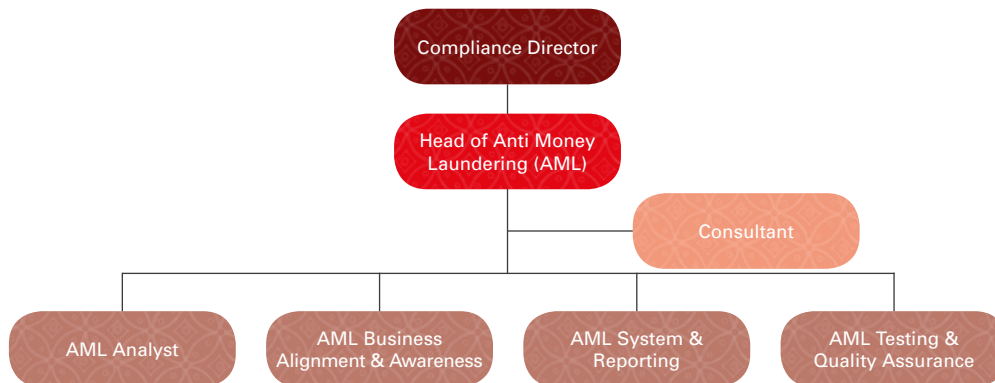 Compliance Director
Head of Anti Money
Laundering (AML)
Consultant
AML Analyst
AML Business
Alignment & Awareness
AML System &
Reporting
AML Testing &
Quality Assurance